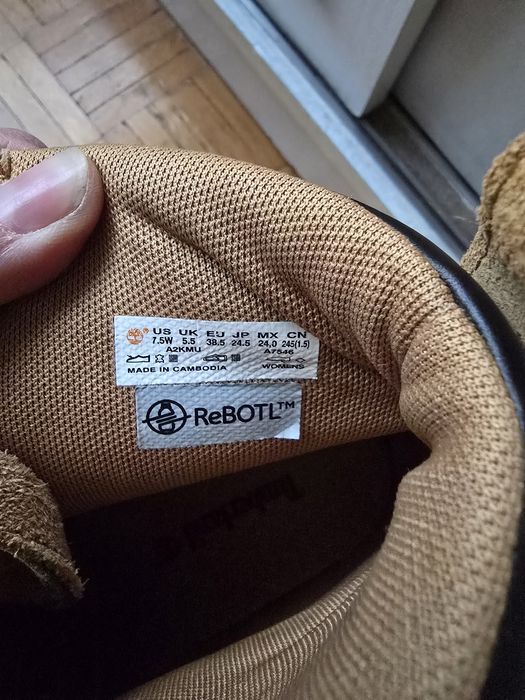 US UK EU JP MX CN
7.5W 5.5 38.5 24.5 24,0 245(1.5)
A2KMU A7546
WOMENS
MADE IN CAMBODIA
ReBOTL™
Timberland